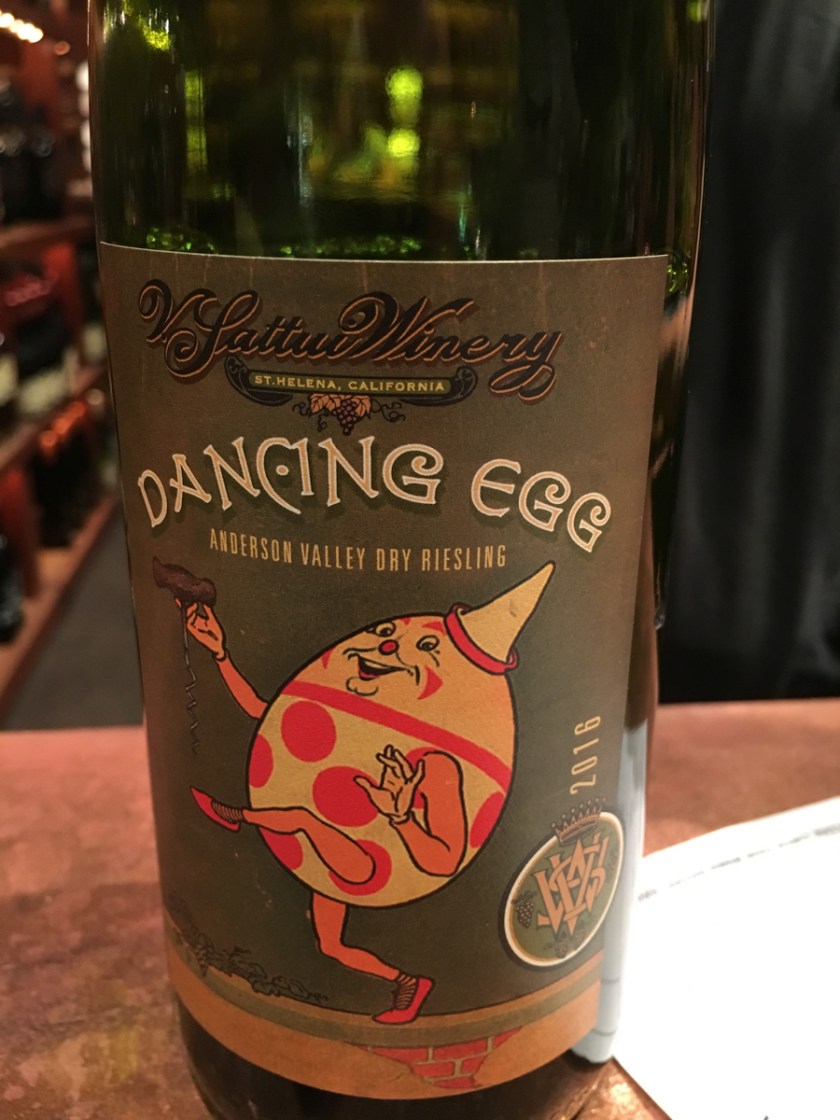 V. Sattui Winery
ST. HELENA, CALIFORNIA
DANCING EGG
ANDERSON VALLEY DRY RIESLING
2016